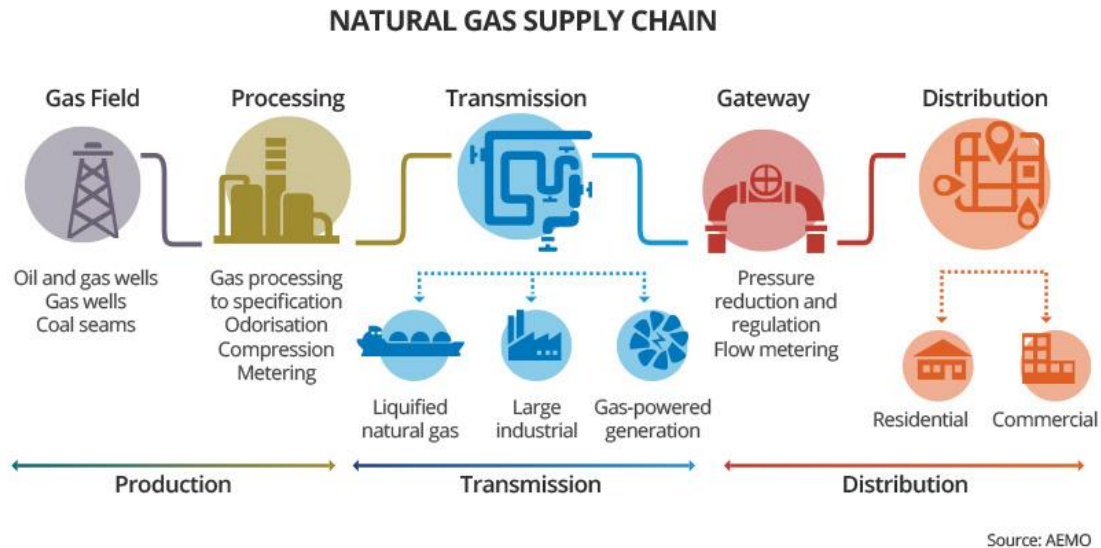 NATURAL GAS SUPPLY CHAIN
Gas Field
Processing
Transmission
Gateway
Distribution
Oil and gas wells
Gas wells
Coal seams
Gas processing
to specification
Odorisation
Compression
Metering
Pressure
reduction and
regulation
Flow metering
Liquified
natural gas
Large
industrial
Gas-powered
generation
Residential
Commercial
Production
Transmission
Distribution
Source: AEMO